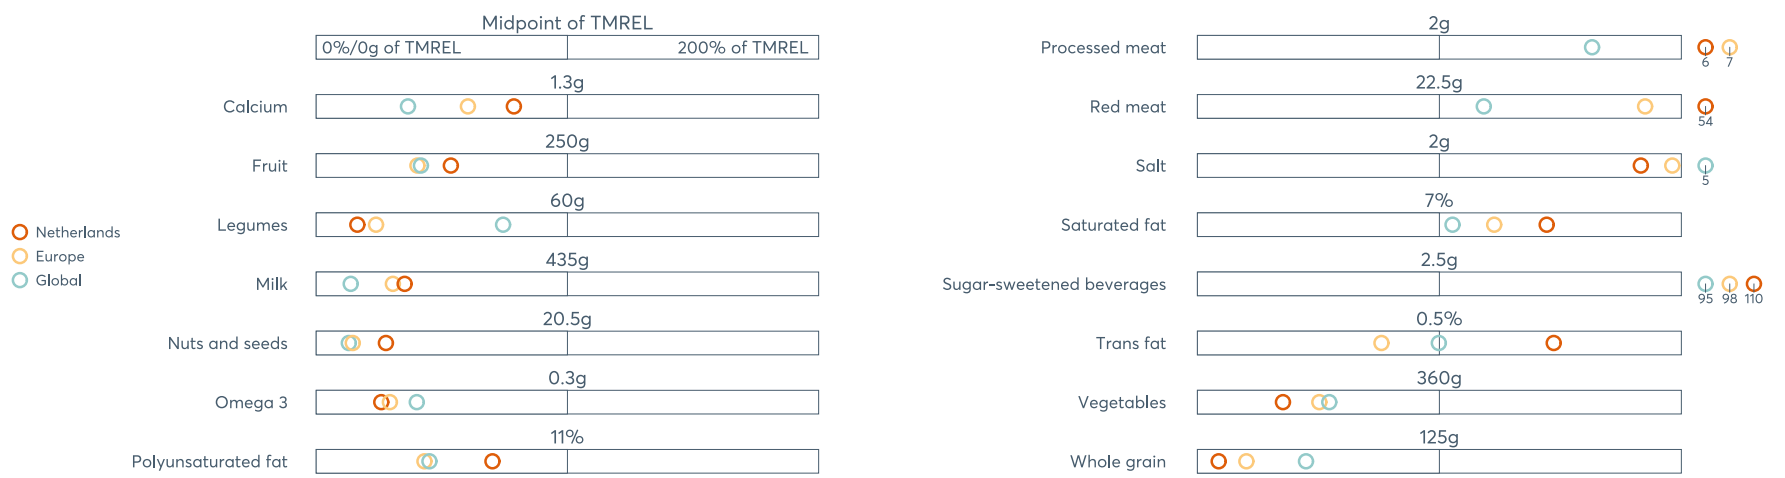 Midpoint of TMREL
0%/0g of TMREL
200% of TMREL
Calcium
1.3g
Fruit
250g
Legumes
60g
Milk
435g
Nuts and seeds
20.5g
Omega 3
0.3g
Polyunsaturated fat
11%
Netherlands
Europe
Global
Processed meat
2g
6
7
Red meat
22.5g
54
Salt
2g
5
Saturated fat
7%
Sugar-sweetened beverages
2.5g
95
98
110
Trans fat
0.5%
Vegetables
360g
Whole grain
125g